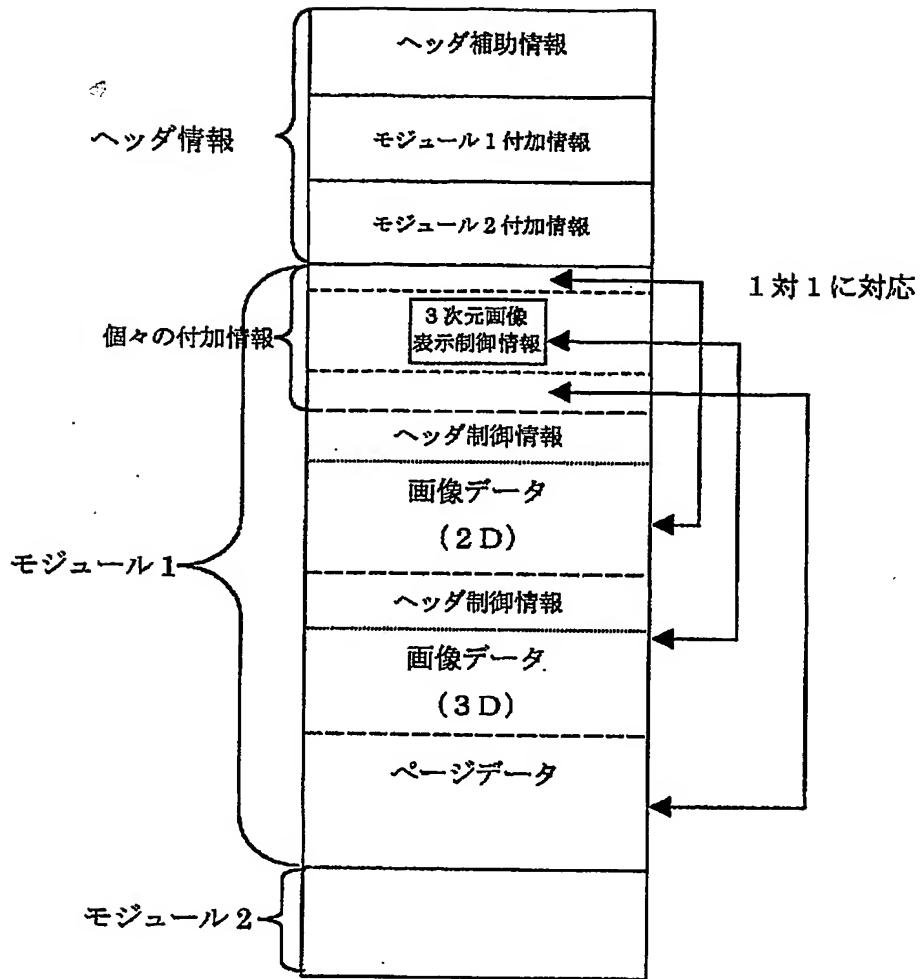 ヘッダ補助情報
ヘッダ情報
モジュール1付加情報
モジュール2付加情報
1対1に対応
個々の付加情報
3次元画像
表示制御情報
ヘッダ制御情報
画像データ
(2D)
モジュール1
ヘッダ制御情報
画像データ
(3D)
ページデータ
モジュール2